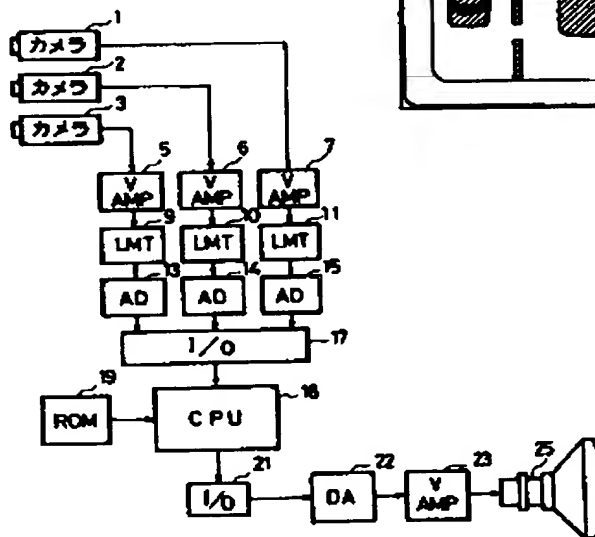 1
カメラ
2
カメラ
3
カメラ
5 6 7
V AMP V AMP V AMP
9 10 11
LMT LMT LMT
13 14 15
AD AD AD
I/O 17
19 18
ROM CPU
21 22 23 25
I/O DA V AMP